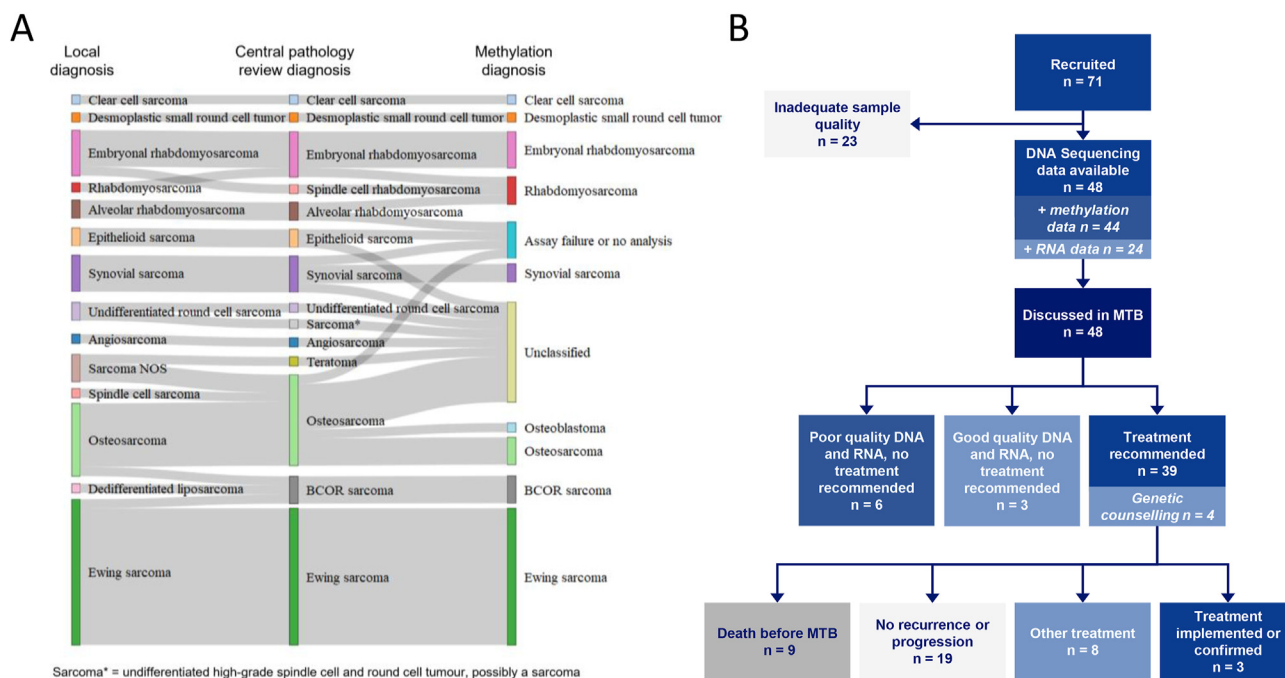 A
Local
diagnosis
Central pathology
review diagnosis
Methylation
diagnosis
Clear cell sarcoma
Clear cell sarcoma
Clear cell sarcoma
Desmoplastic small round cell tumor
Desmoplastic small round cell tumor
Desmoplastic small round cell tumor
Embryonal rhabdomyosarcoma
Embryonal rhabdomyosarcoma
Embryonal rhabdomyosarcoma
Rhabdomyosarcoma
Spindle cell rhabdomyosarcoma
Rhabdomyosarcoma
Alveolar rhabdomyosarcoma
Alveolar rhabdomyosarcoma
Epithelioid sarcoma
Epithelioid sarcoma
Assay failure or no analysis
Synovial sarcoma
Synovial sarcoma
Synovial sarcoma
Undifferentiated round cell sarcoma
Undifferentiated round cell sarcoma
Sarcoma*
Angiosarcoma
Angiosarcoma
Unclassified
Sarcoma NOS
Teratoma
Spindle cell sarcoma
Osteosarcoma
Osteosarcoma
Osteoblastoma
Osteosarcoma
Dedifferentiated liposarcoma
BCOR sarcoma
BCOR sarcoma
Ewing sarcoma
Ewing sarcoma
Ewing sarcoma
Sarcoma* = undifferentiated high-grade spindle cell and round cell tumour, possibly a sarcoma
B
Recruited
n = 71
Inadequate sample
quality
n = 23
DNA Sequencing
data available
n = 48
+ methylation
data n = 44
+ RNA data n = 24
Discussed in MTB
n = 48
Poor quality DNA
and RNA, no
treatment
recommended
n = 6
Good quality DNA
and RNA, no
treatment
recommended
n = 3
Treatment
recommended
n = 39
Genetic
counselling n = 4
Death before MTB
n = 9
No recurrence or
progression
n = 19
Other treatment
n = 8
Treatment
implemented or
confirmed
n = 3